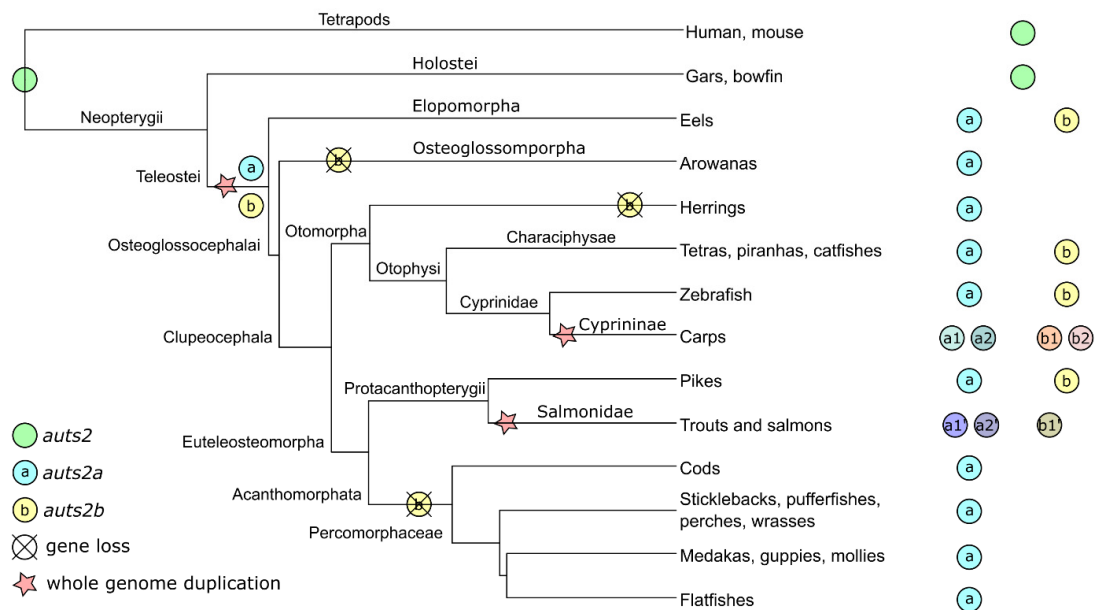 Tetrapods
Human, mouse
Holostei
Gars, bowfin
Neopterygii
Elopomorpha
Eels
a
b
Osteoglossomporpha
b
Arowanas
a
Teleostei
a
b
Herrings
b
a
Otomorpha
Osteoglossocephalai
Characiphysae
Tetras, piranhas, catfishes
a
b
Otophysi
Zebrafish
a
b
Cyprinidae
Cyprininae
Carps
a1
a2
b1
b2
Clupeocephala
Pikes
a
b
Protacanthopterygii
Salmonidae
Trouts and salmons
a1'
a2'
b1'
Euteleosteomorpha
Cods
a
Acanthomorphata
b
Sticklebacks, pufferfishes,
perches, wrasses
a
Percomorphaceae
Medakas, guppies, mollies
a
Flatfishes
a
auts2
a auts2a
b auts2b
gene loss
whole genome duplication